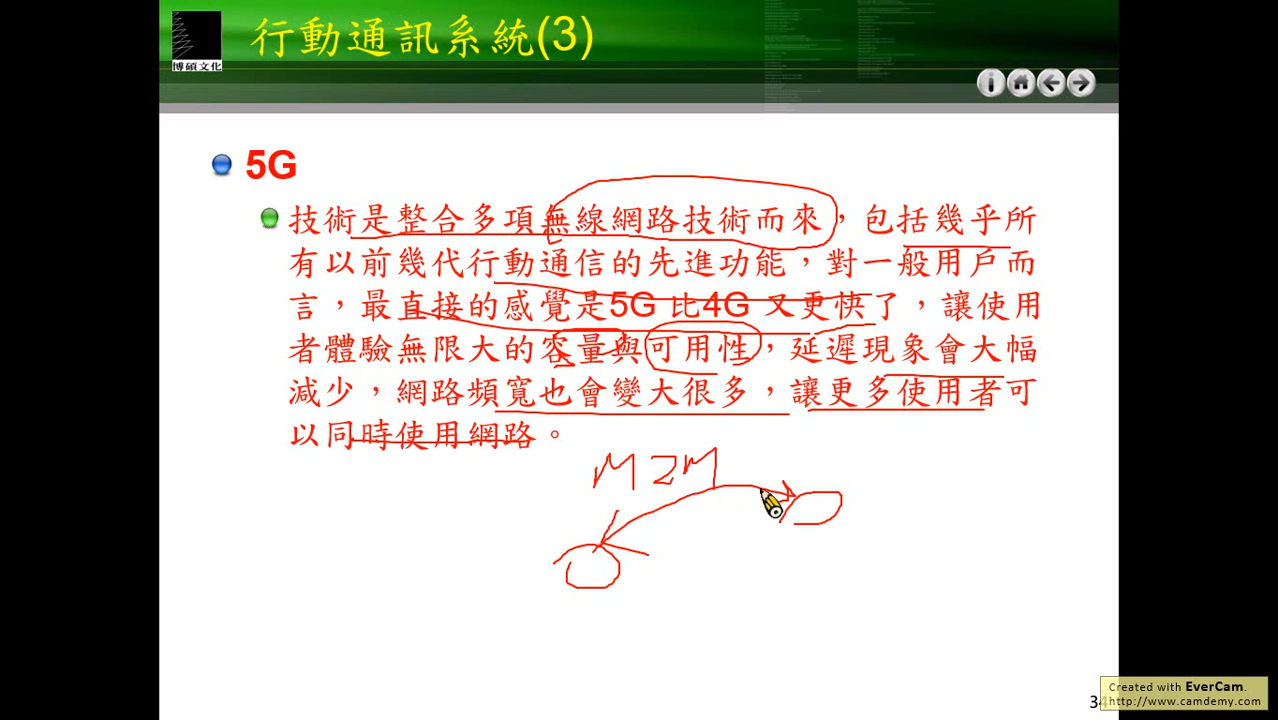 行動通訊系統(3)
博碩文化
5G
技術是整合多項無線網路技術而來，包括幾乎所
有以前幾代行動通信的先進功能，對一般用戶而
言，最直接的感覺是5G 比4G 又更快了，讓使用
者體驗無限大的容量與可用性，延遲現象會大幅
減少，網路頻寬也會變大很多，讓更多使用者可
以同時使用網路。
M2M
34
Created with EverCam.
http://www.camdemy.com